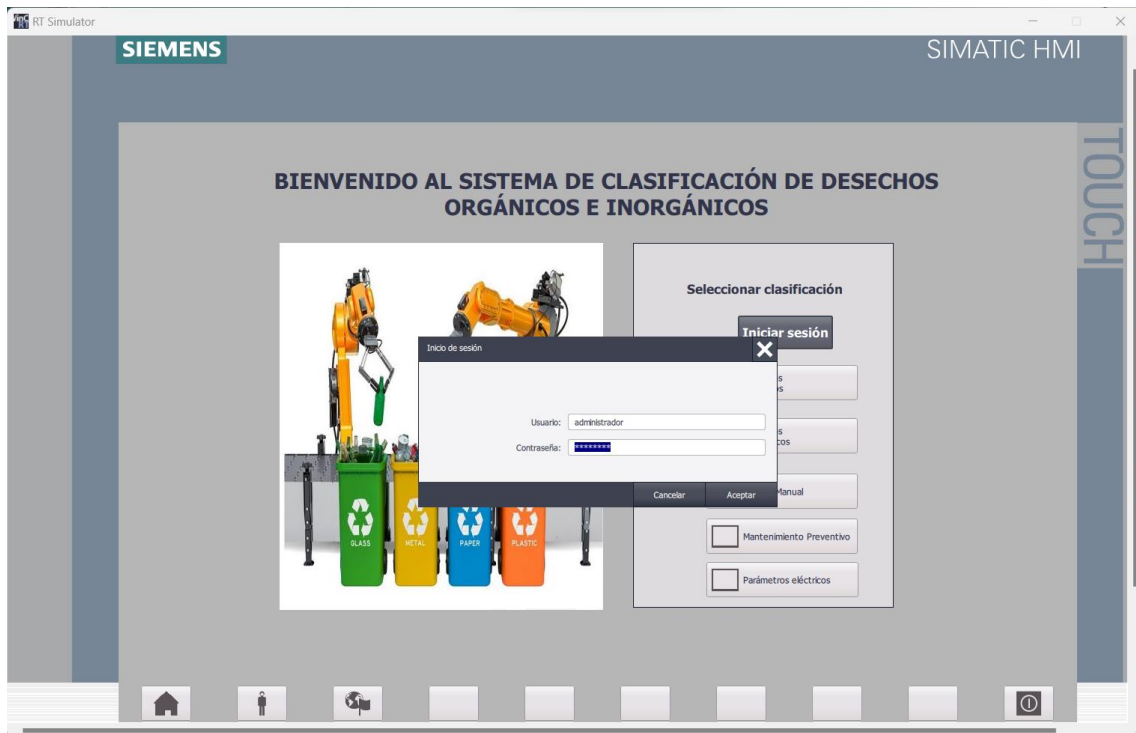 RT Simulator
SIEMENS
SIMATIC HMI
TOUCH
BIENVENIDO AL SISTEMA DE CLASIFICACIÓN DE DESECHOS
ORGÁNICOS E INORGÁNICOS
Seleccionar clasificación
Iniciar sesión
Inicio de sesión
Usuario: administrador
Contraseña: ********
Cancelar Aceptar
Manual
Mantenimiento Preventivo
Parámetros eléctricos
GLASS METAL PAPER PLASTIC